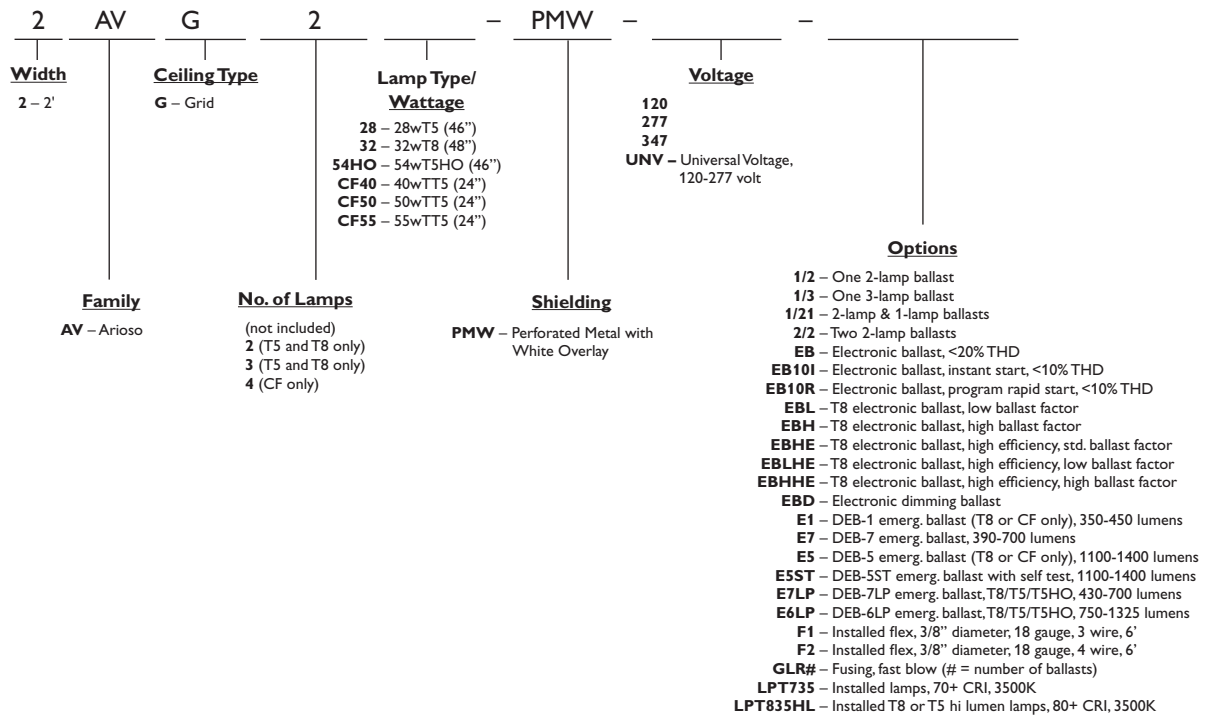 2 AV G 2 – PMW – –
Width
2 – 2'
Ceiling Type
G – Grid
Lamp Type/
Wattage
28 – 28wT5 (46”)
32 – 32wT8 (48”)
54HO – 54wT5HO (46”)
CF40 – 40wTT5 (24”)
CF50 – 50wTT5 (24”)
CF55 – 55wTT5 (24”)
Voltage
120
277
347
UNV – Universal Voltage,
120-277 volt
Family
AV – Arioso
No. of Lamps
(not included)
2 (T5 and T8 only)
3 (T5 and T8 only)
4 (CF only)
Shielding
PMW – Perforated Metal with
White Overlay
Options
1/2 – One 2-lamp ballast
1/3 – One 3-lamp ballast
1/21 – 2-lamp & 1-lamp ballasts
2/2 – Two 2-lamp ballasts
EB – Electronic ballast, <20% THD
EB10I – Electronic ballast, instant start, <10% THD
EB10R – Electronic ballast, program rapid start, <10% THD
EBL – T8 electronic ballast, low ballast factor
EBH – T8 electronic ballast, high ballast factor
EBHE – T8 electronic ballast, high efficiency, std. ballast factor
EBLHE – T8 electronic ballast, high efficiency, low ballast factor
EBHHE – T8 electronic ballast, high efficiency, high ballast factor
EBD – Electronic dimming ballast
E1 – DEB-1 emerg. ballast (T8 or CF only), 350-450 lumens
E7 – DEB-7 emerg. ballast, 390-700 lumens
E5 – DEB-5 emerg. ballast (T8 or CF only), 1100-1400 lumens
E5ST – DEB-5ST emerg. ballast with self test, 1100-1400 lumens
E7LP – DEB-7LP emerg. ballast, T8/T5/T5HO, 430-700 lumens
E6LP – DEB-6LP emerg. ballast, T8/T5/T5HO, 750-1325 lumens
F1 – Installed flex, 3/8” diameter, 18 gauge, 3 wire, 6’
F2 – Installed flex, 3/8” diameter, 18 gauge, 4 wire, 6’
GLR# – Fusing, fast blow (# = number of ballasts)
LPT735 – Installed lamps, 70+ CRI, 3500K
LPT835HL – Installed T8 or T5 hi lumen lamps, 80+ CRI, 3500K